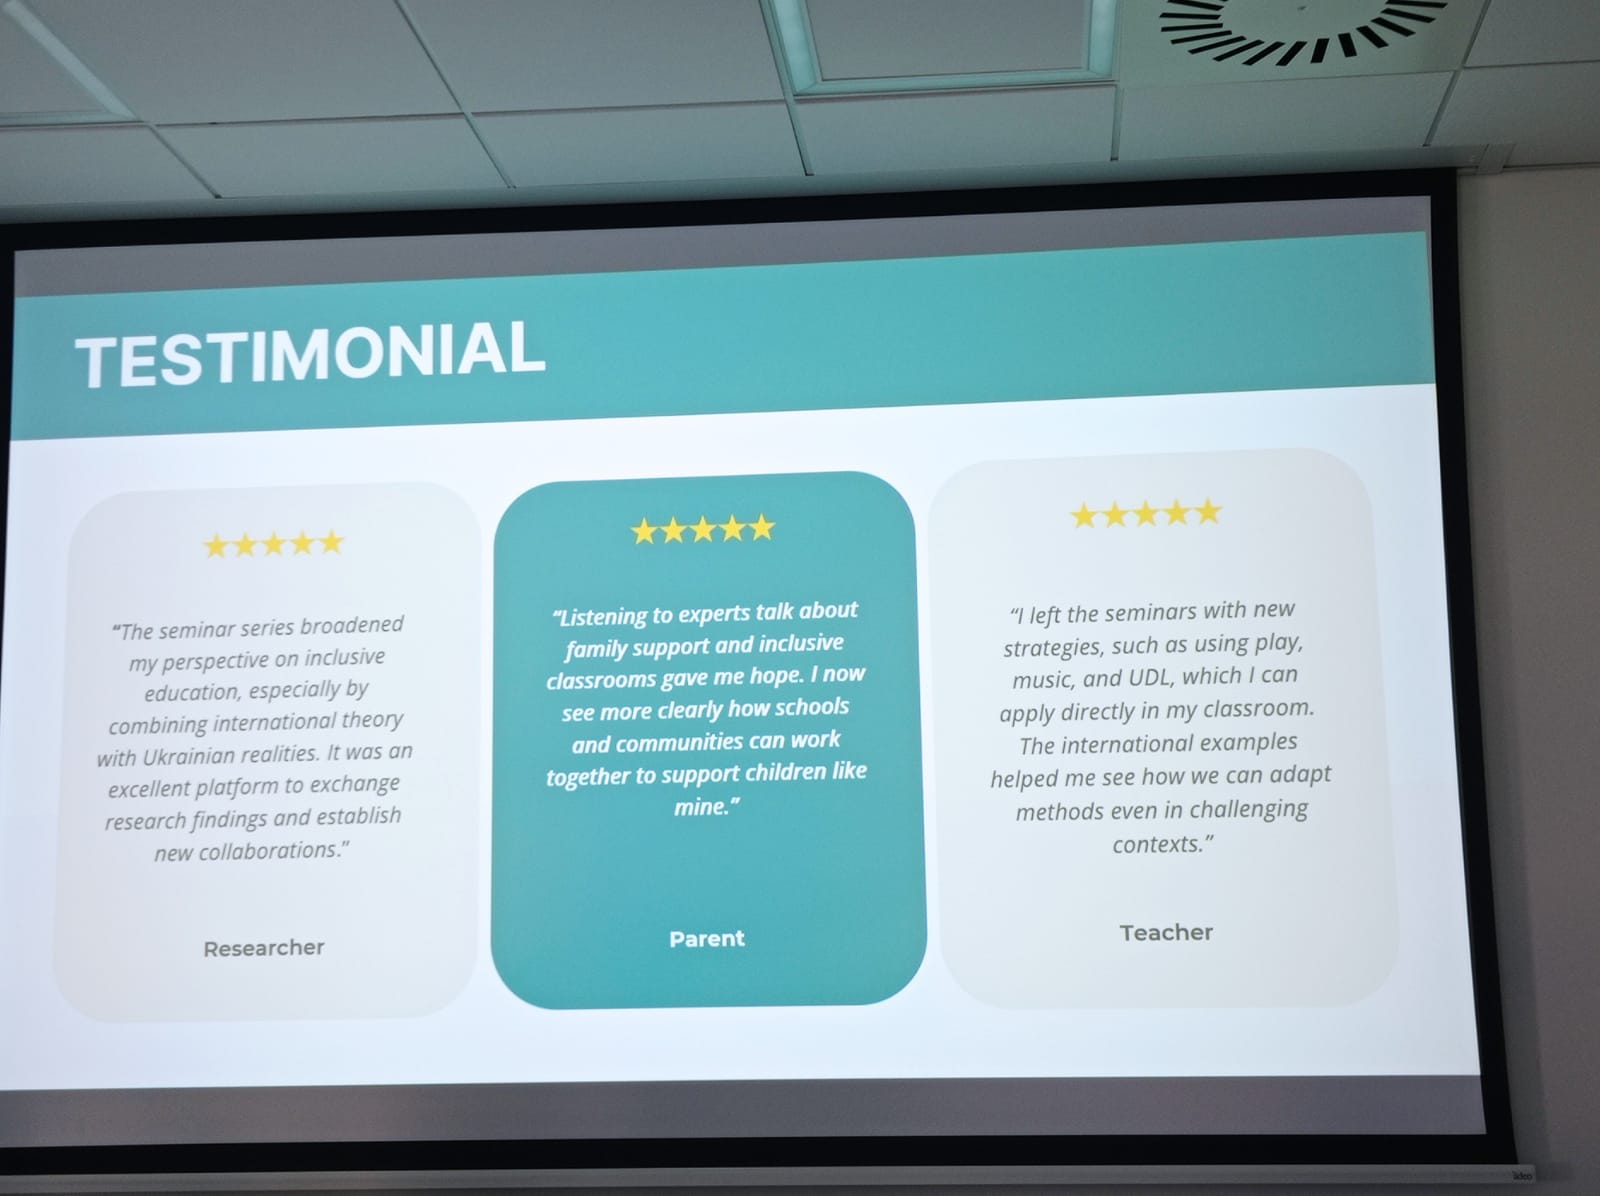 TESTIMONIAL
★★★★★
“The seminar series broadened
my perspective on inclusive
education, especially by
combining international theory
with Ukrainian realities. It was an
excellent platform to exchange
research findings and establish
new collaborations.”
Researcher
★★★★★
“Listening to experts talk about
family support and inclusive
classrooms gave me hope. I now
see more clearly how schools
and communities can work
together to support children like
mine.”
Parent
★★★★★
“I left the seminars with new
strategies, such as using play,
music, and UDL, which I can
apply directly in my classroom.
The international examples
helped me see how we can adapt
methods even in challenging
contexts.”
Teacher